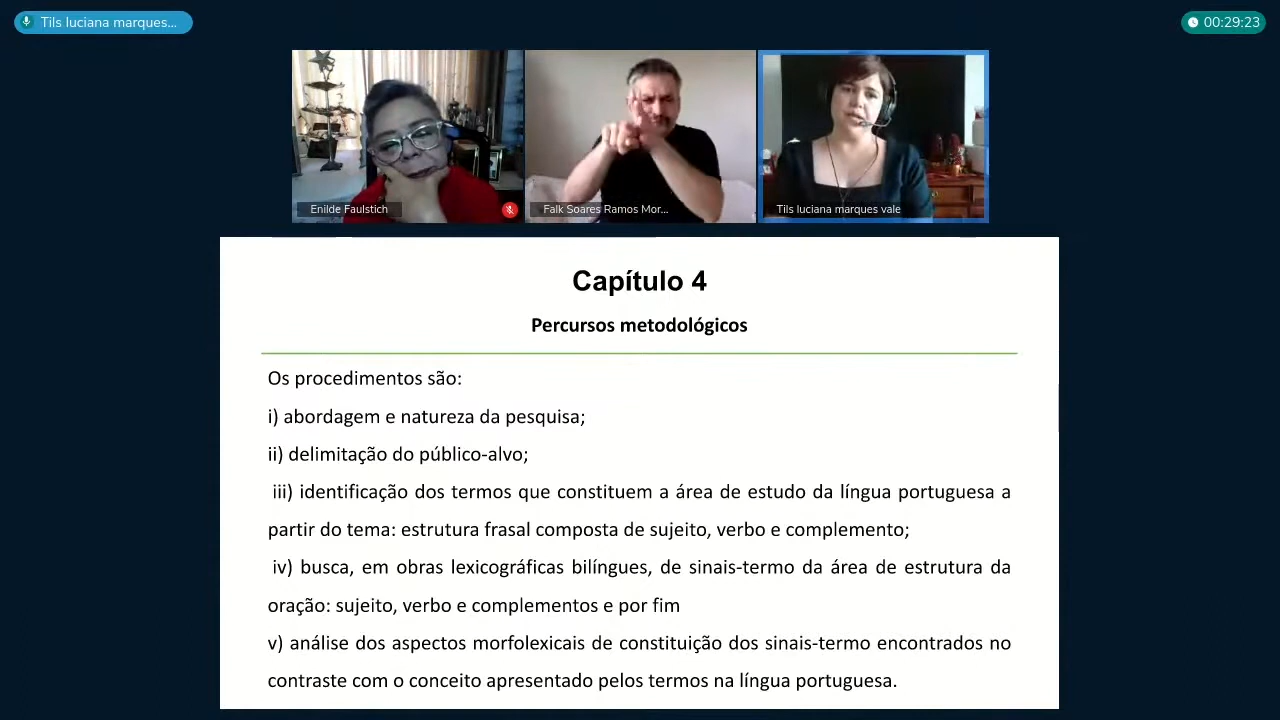 Tils luciana marques...
00:29:23
Enilde Faulstich
Falk Soares Ramos Mor...
Tils luciana marques vale
Capítulo 4
Percursos metodológicos
Os procedimentos são:
i) abordagem e natureza da pesquisa;
ii) delimitação do público-alvo;
iii) identificação dos termos que constituem a área de estudo da língua portuguesa a
partir do tema: estrutura frasal composta de sujeito, verbo e complemento;
iv) busca, em obras lexicográficas bilíngues, de sinais-termo da área de estrutura da
oração: sujeito, verbo e complementos e por fim
v) análise dos aspectos morfolexicais de constituição dos sinais-termo encontrados no
contraste com o conceito apresentado pelos termos na língua portuguesa.